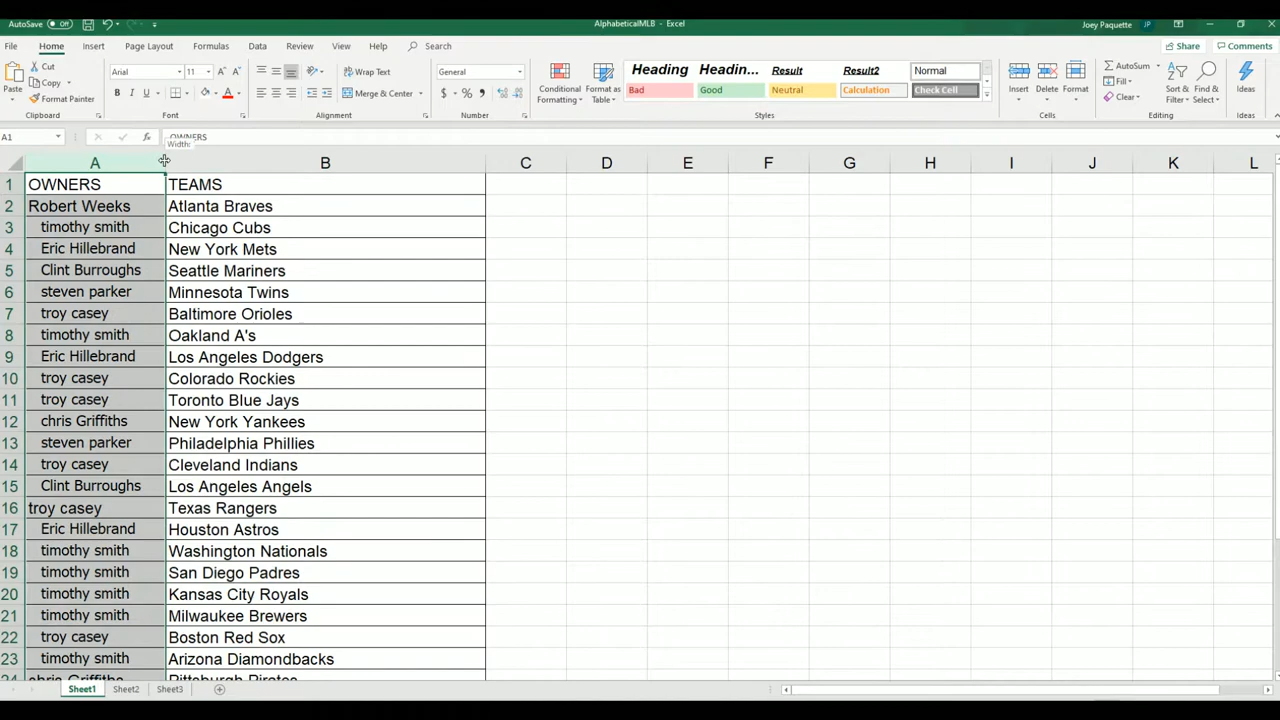 AutoSave Off AlphabeticalMLB - Excel Joey Paquette JP
File Home Insert Page Layout Formulas Data Review View Help Search Share Comments
Paste Cut Copy Format Painter Clipboard
Arial 11 A A B I U A Font
Wrap Text Merge & Center Alignment
General $ % , Number
Conditional Formatting Format as Table
Heading Headin... Result Result2 Normal
Bad Good Neutral Calculation Check Cell
Styles
Insert Delete Format Cells
AutoSum Fill Clear Sort & Filter Find & Select Editing
Ideas Ideas
A1 fx OWNERS
Width:
A B C D E F G H I J K L
1 OWNERS TEAMS
2 Robert Weeks Atlanta Braves
3 timothy smith Chicago Cubs
4 Eric Hillebrand New York Mets
5 Clint Burroughs Seattle Mariners
6 steven parker Minnesota Twins
7 troy casey Baltimore Orioles
8 timothy smith Oakland A's
9 Eric Hillebrand Los Angeles Dodgers
10 troy casey Colorado Rockies
11 troy casey Toronto Blue Jays
12 chris Griffiths New York Yankees
13 steven parker Philadelphia Phillies
14 troy casey Cleveland Indians
15 Clint Burroughs Los Angeles Angels
16 troy casey Texas Rangers
17 Eric Hillebrand Houston Astros
18 timothy smith Washington Nationals
19 timothy smith San Diego Padres
20 timothy smith Kansas City Royals
21 timothy smith Milwaukee Brewers
22 troy casey Boston Red Sox
23 timothy smith Arizona Diamondbacks
24 chris Griffiths Pittsburgh Pirates
Sheet1 Sheet2 Sheet3